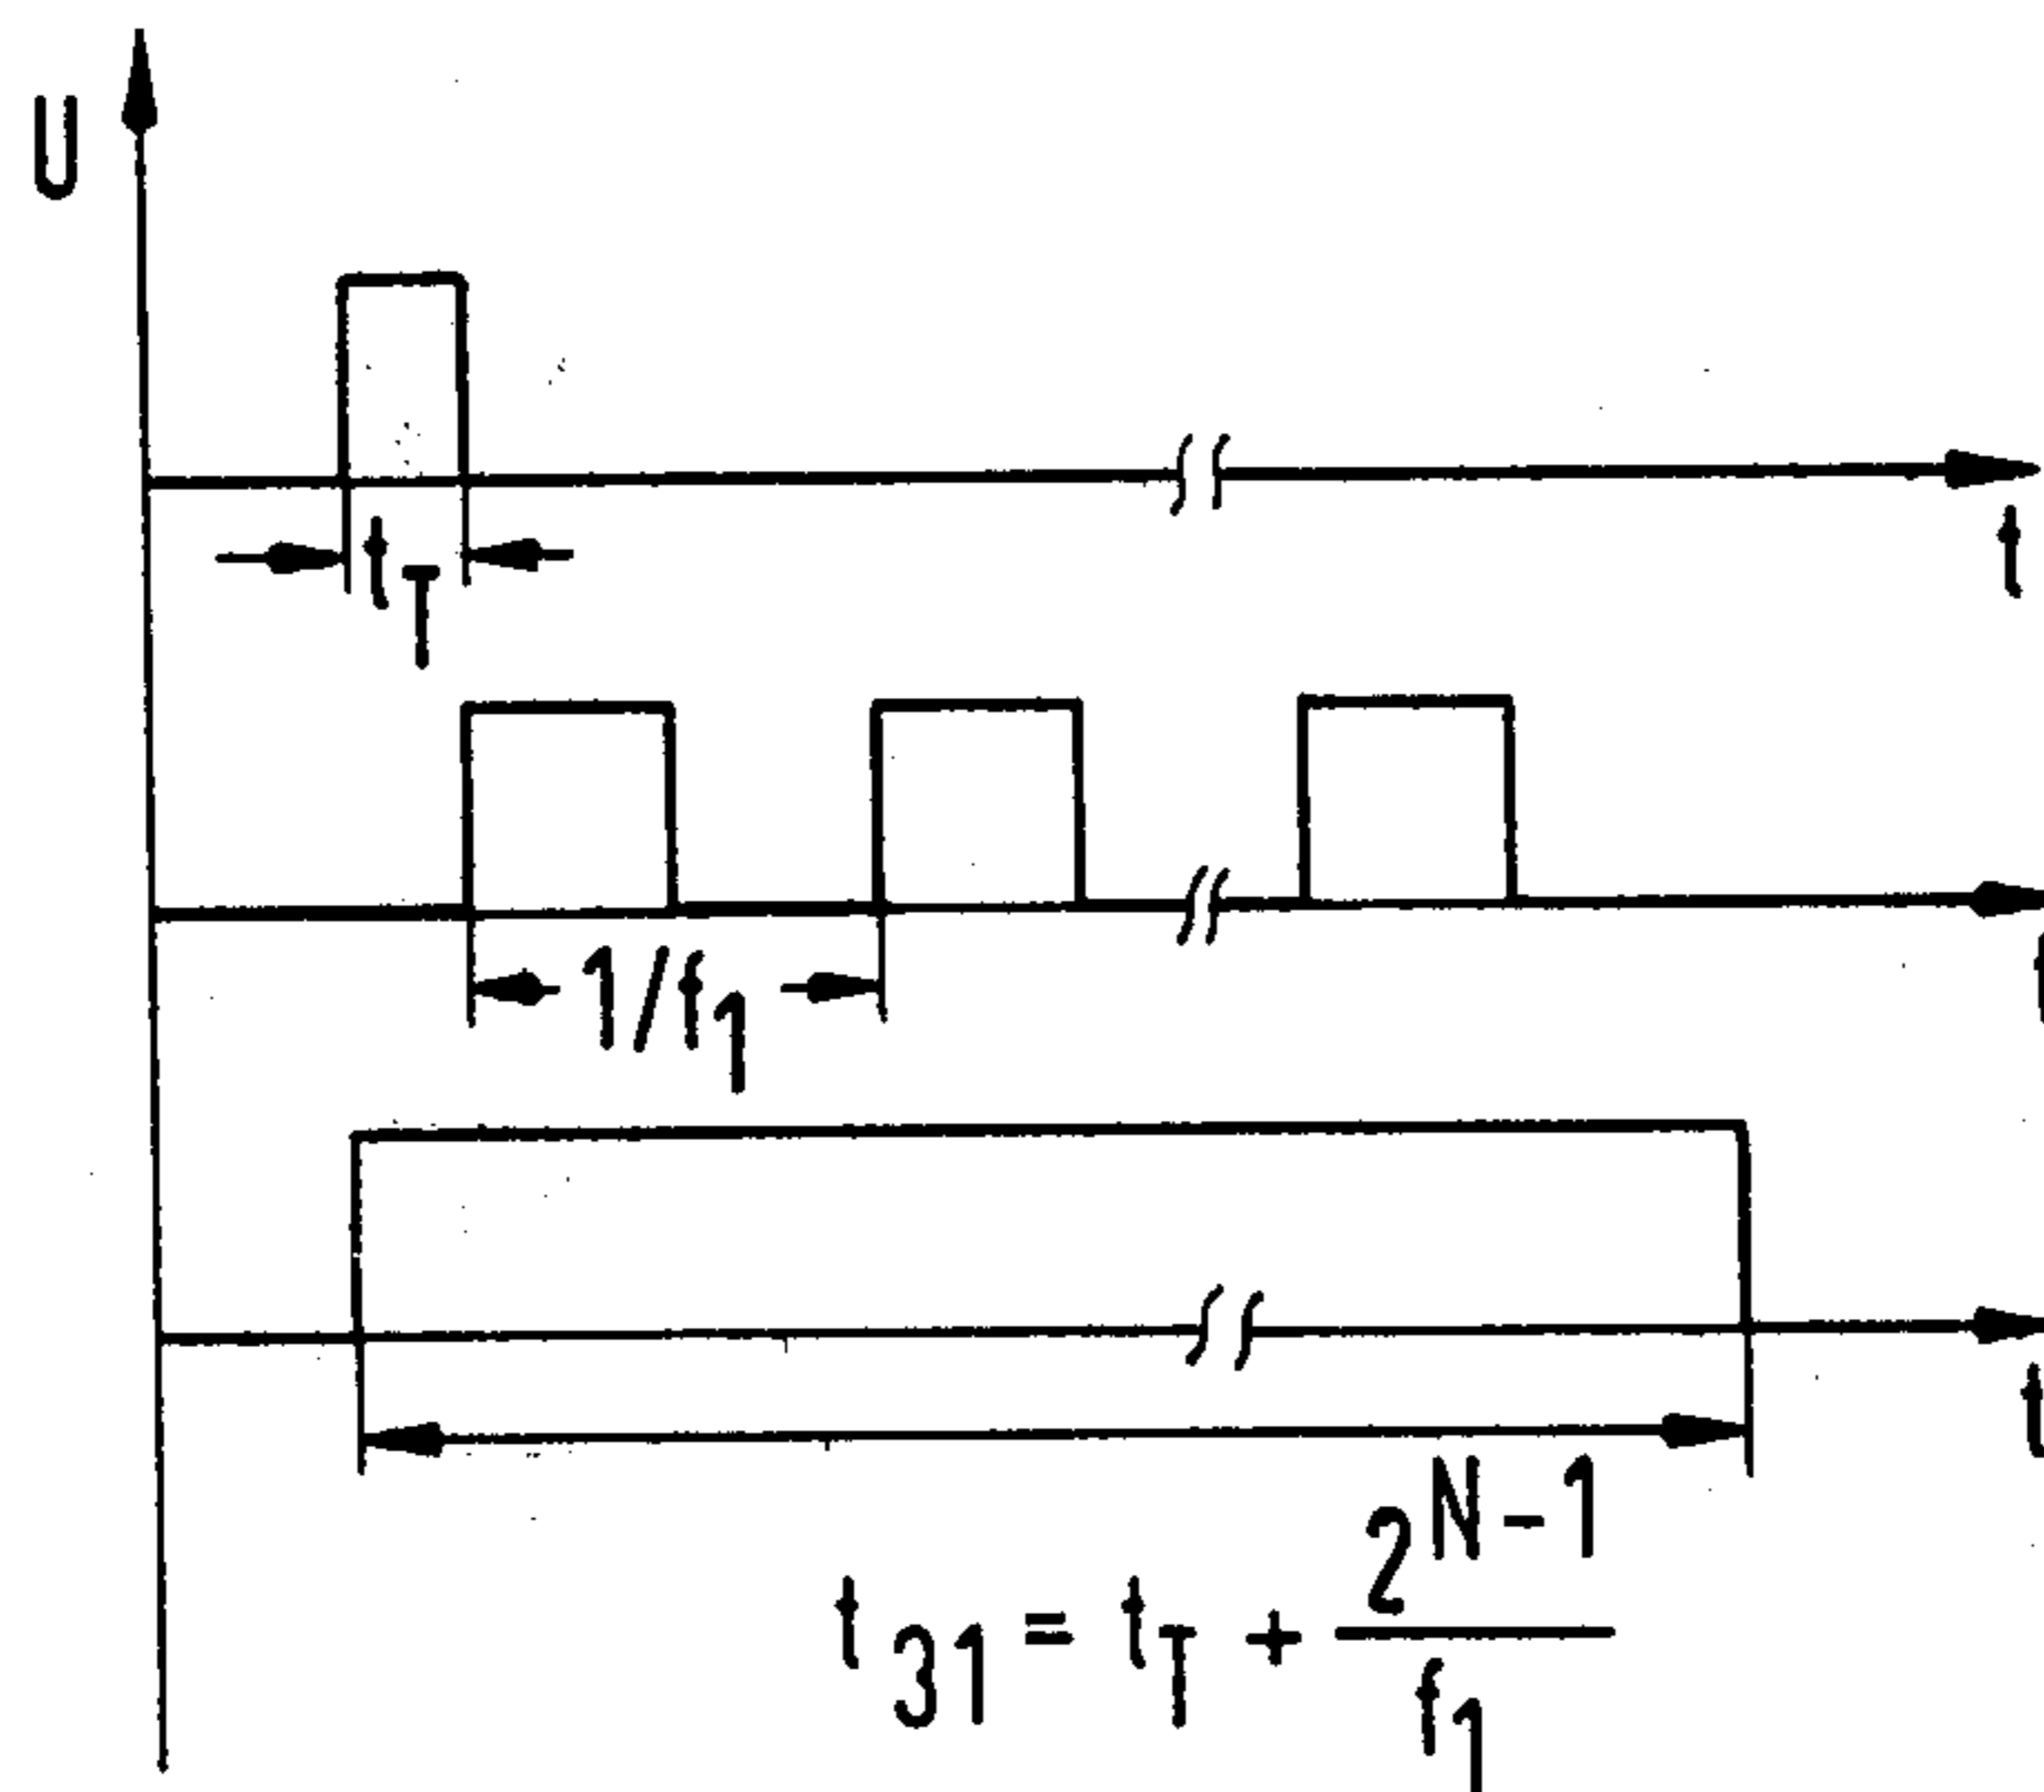 U
t
t_T
1/f_1
t
t_31 = t_T + 2^(N-1) / f_1